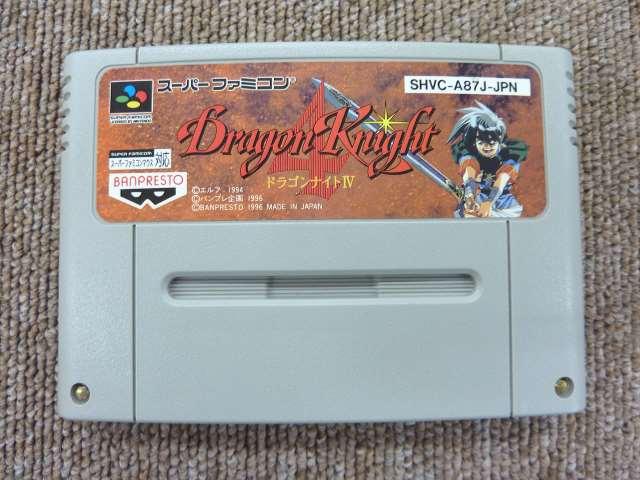 スーパーファミコン
SHVC-A87J-JPN
SUPER FAMICOM
4
Dragon Knight
ドラゴンナイトIV
SUPER FAMICOM
スーパーファミコンマウス 対応
BANPRESTO
©エルフ 1994
©バンプレ企画 1996
©BANPRESTO 1996 MADE IN JAPAN